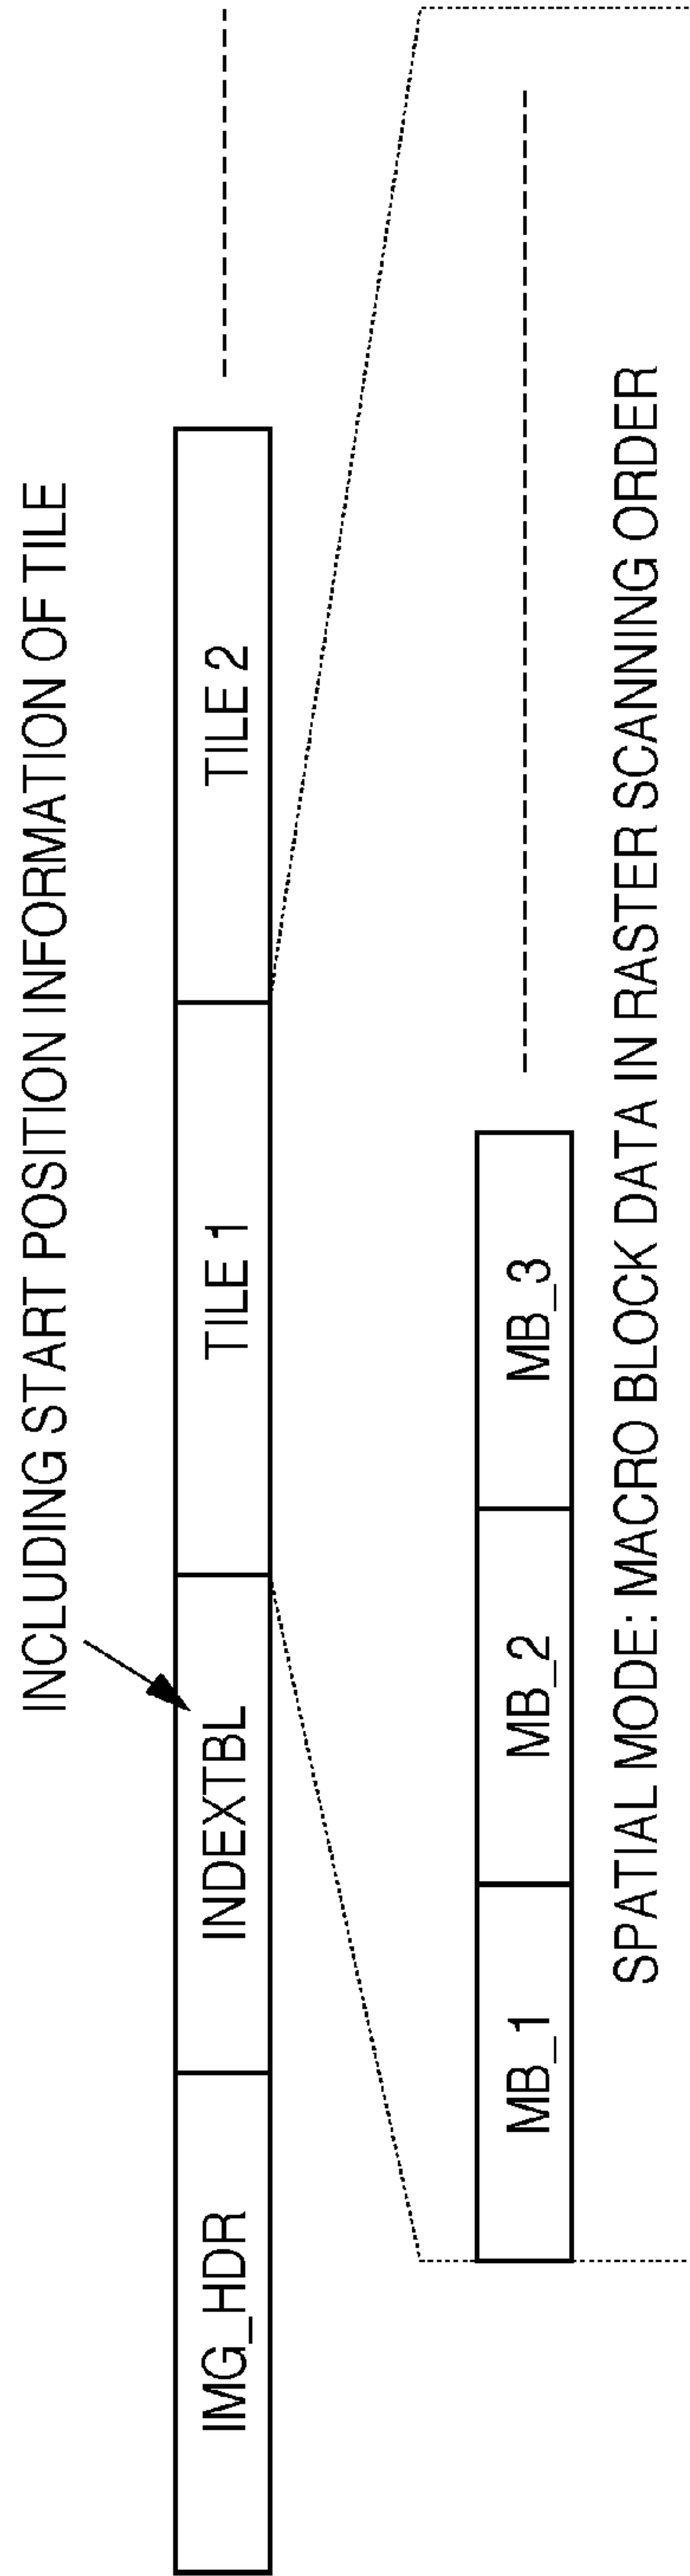 INCLUDING START POSITION INFORMATION OF TILE
IMG_HDR
INDEXTBL
TILE 1
TILE 2
MB_1
MB_2
MB_3
SPATIAL MODE: MACRO BLOCK DATA IN RASTER SCANNING ORDER